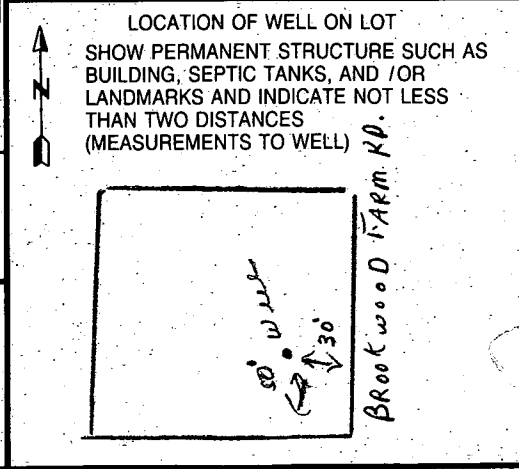 LOCATION OF WELL ON LOT
SHOW PERMANENT STRUCTURE SUCH AS
BUILDING, SEPTIC TANKS, AND /OR
LANDMARKS AND INDICATE NOT LESS
THAN TWO DISTANCES
(MEASUREMENTS TO WELL)
N
BROOKWOOD FARM RD.
well
50'
30'